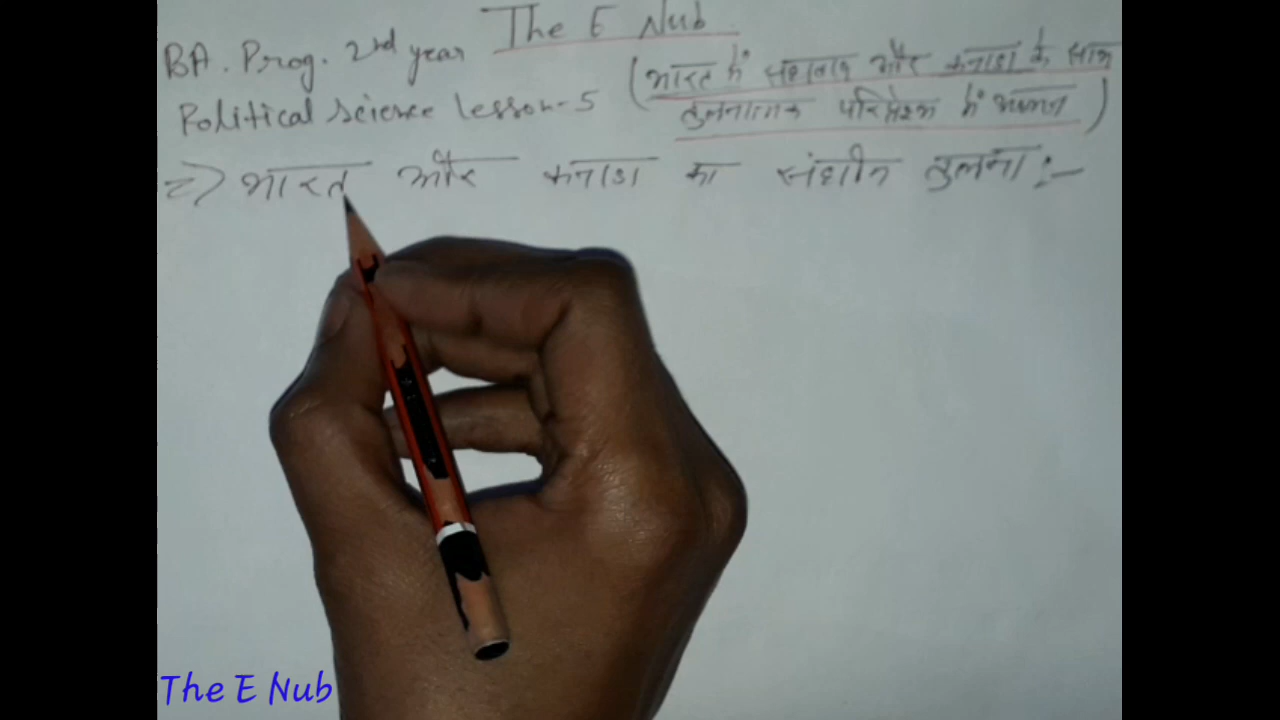 The E Nub
BA. Prog. 2nd year
Political science lesson-5
(भारत में संघवाद और कनाडा के साथ
तुलनात्मक परिप्रेक्ष्य में)
=> भारत और कनाडा का संघीय तुलना :-
The E Nub